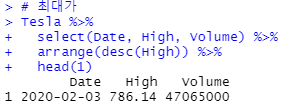 > # 최대가
> Tesla %>%
+   select(Date, High, Volume) %>%
+   arrange(desc(High)) %>%
+   head(1)
        Date   High   Volume
1 2020-02-03 786.14 47065000